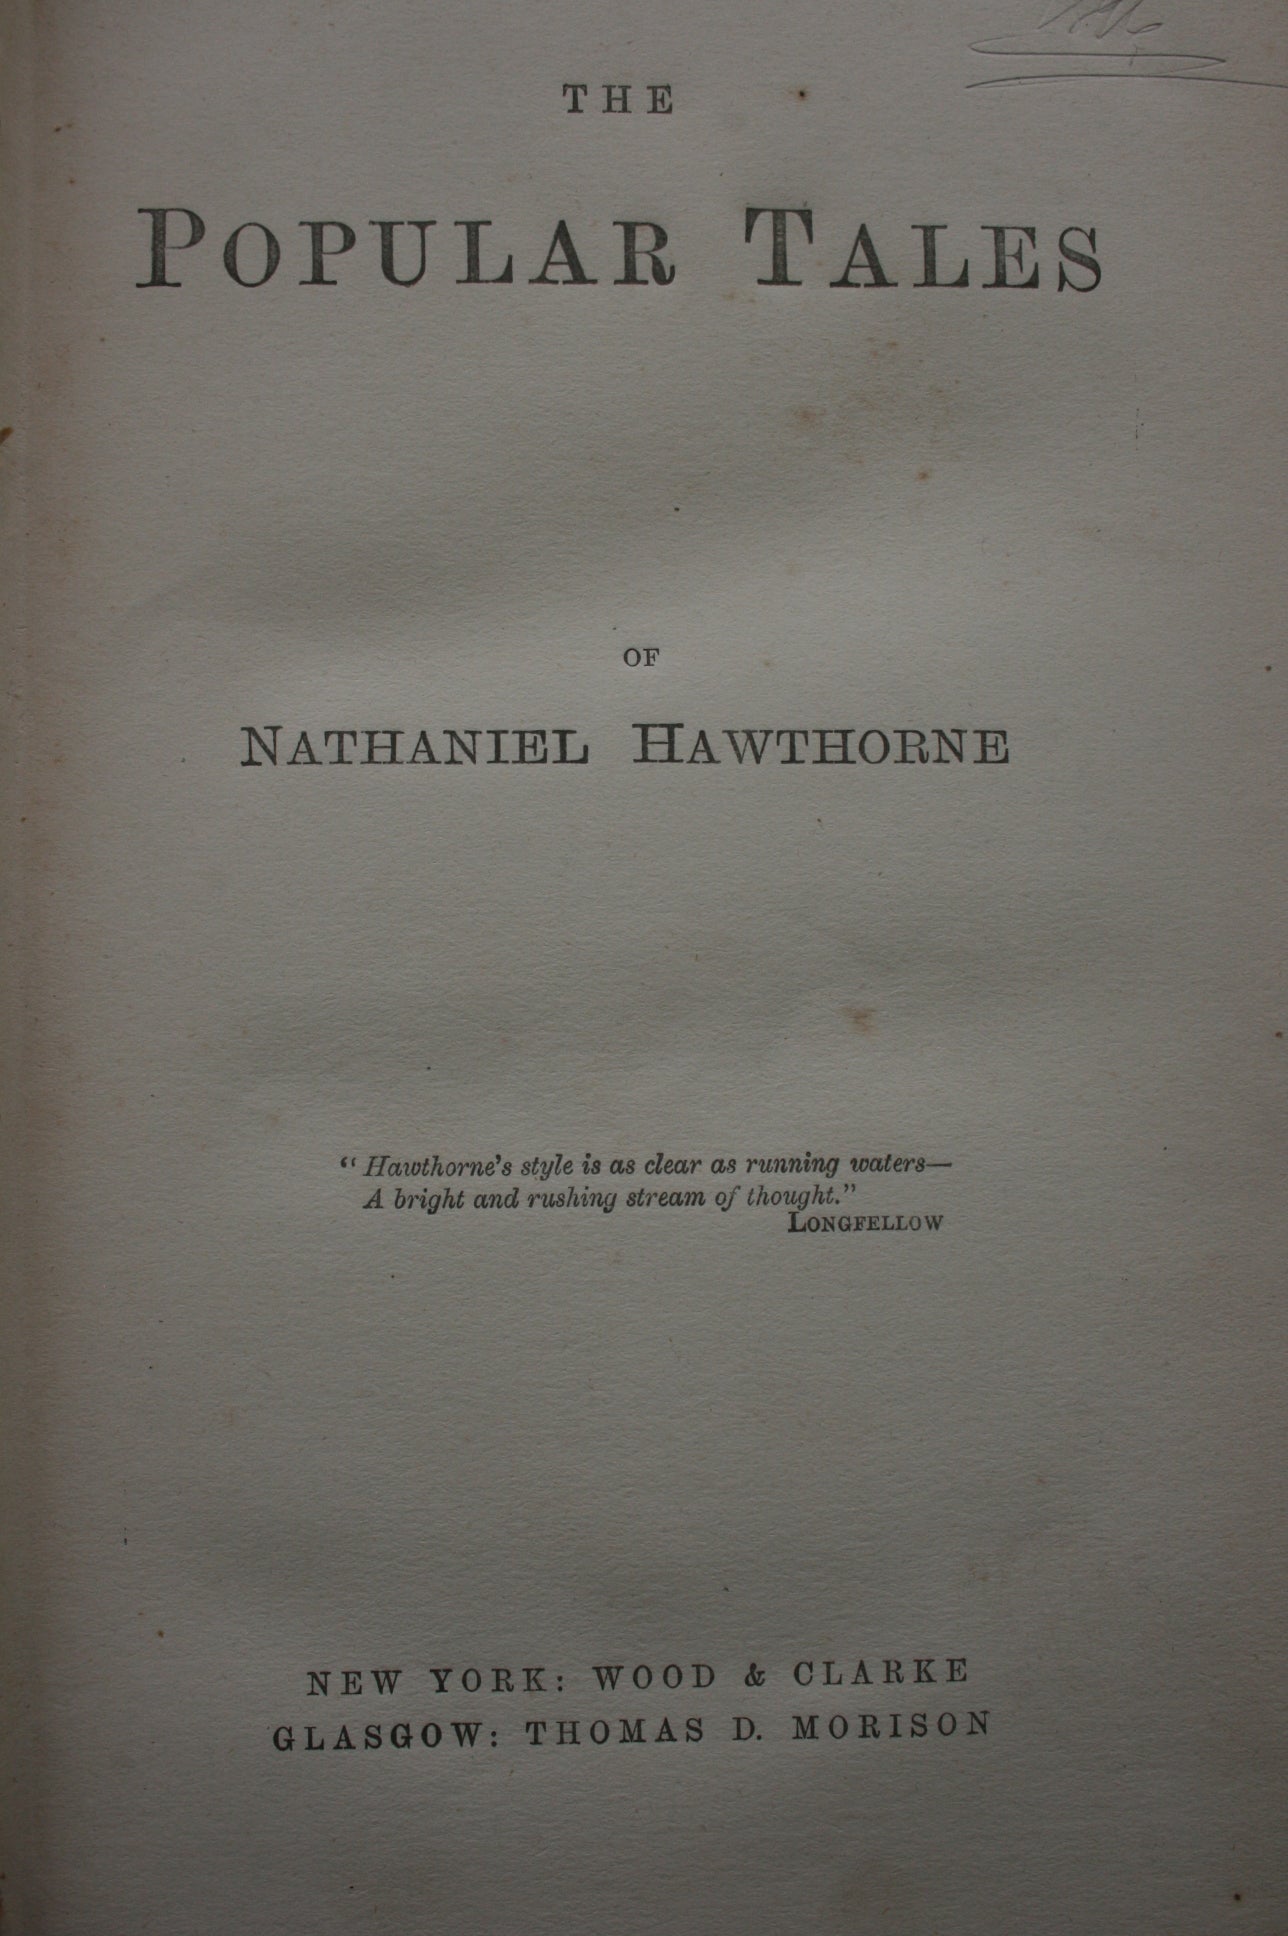 THE
POPULAR TALES
OF
NATHANIEL HAWTHORNE
“Hawthorne's style is as clear as running waters—
A bright and rushing stream of thought.”
LONGFELLOW
NEW YORK: WOOD & CLARKE
GLASGOW: THOMAS D. MORISON